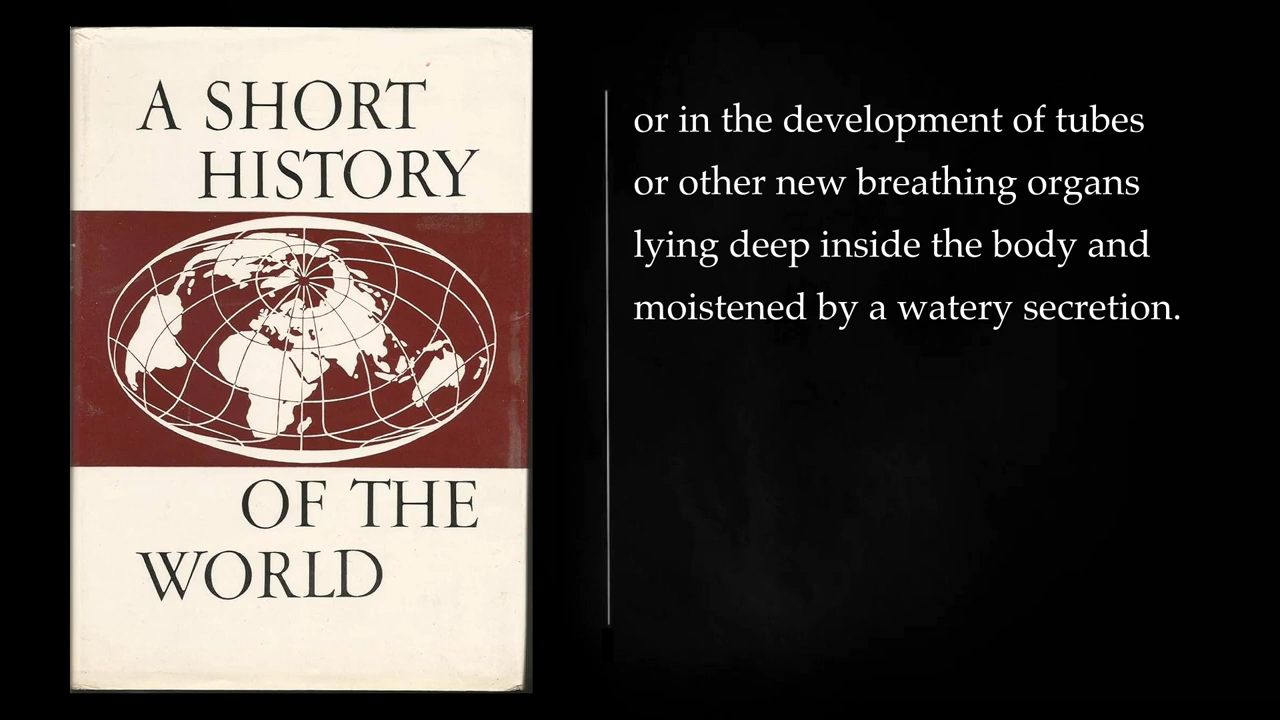 A SHORT
HISTORY
OF THE
WORLD
or in the development of tubes
or other new breathing organs
lying deep inside the body and
moistened by a watery secretion.